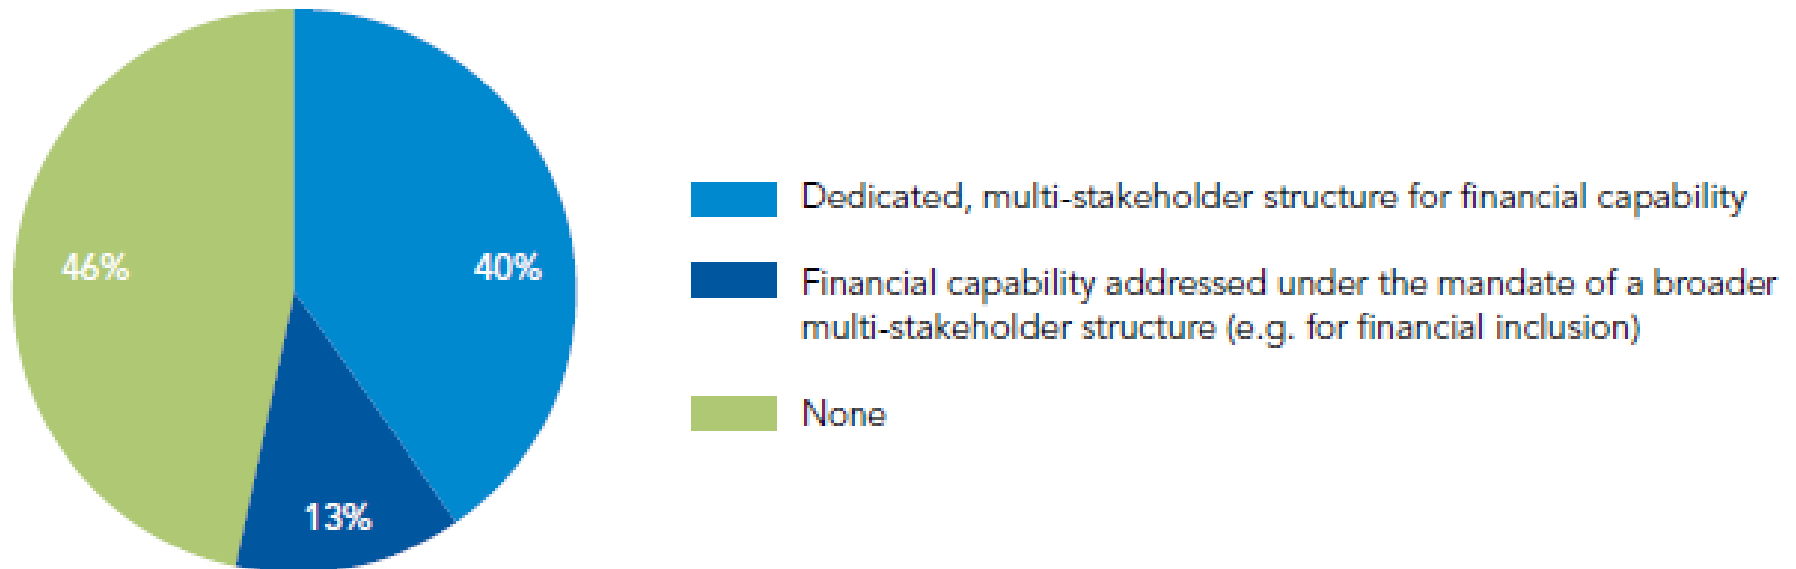 46%
40%
13%
Dedicated, multi-stakeholder structure for financial capability
Financial capability addressed under the mandate of a broader
multi-stakeholder structure (e.g. for financial inclusion)
None